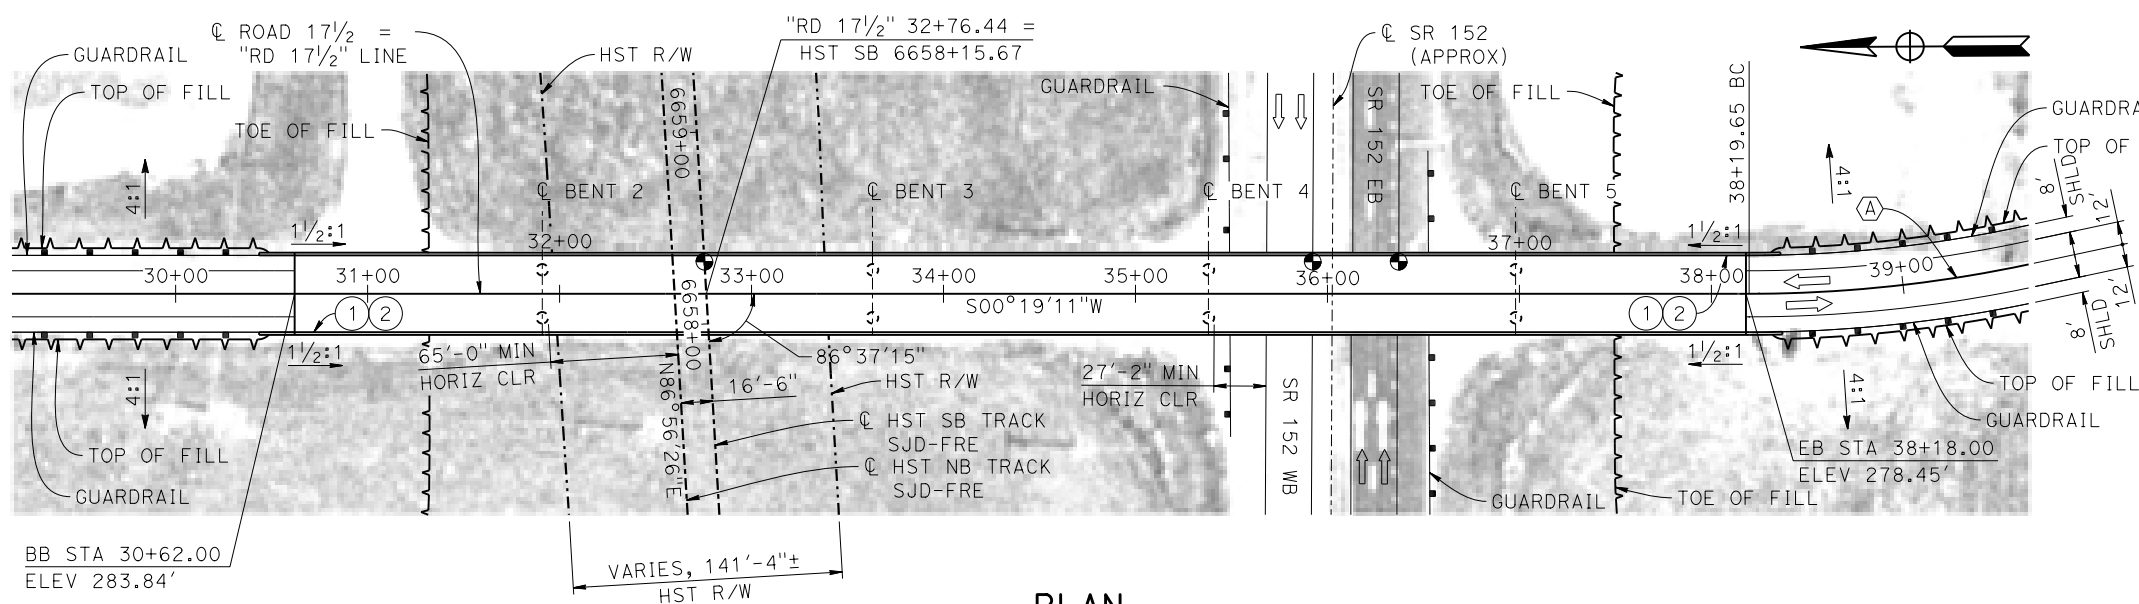 ℄ ROAD 17½ =
"RD 17½" LINE
GUARDRAIL
TOP OF FILL
TOE OF FILL
HST R/W
6659+00
"RD 17½" 32+76.44 =
HST SB 6658+15.67
℄ SR 152
(APPROX)
GUARDRAIL
SR 152 EB
TOE OF FILL
38+19.65 BC
GUARDRA
TOP OF
4:1
4:1
℄ BENT 2
℄ BENT 3
℄ BENT 4
℄ BENT 5
A
8'
SHLD
12'
12'
8'
SHLD
1½:1
1½:1
30+00
31+00
32+00
33+00
34+00
35+00
36+00
37+00
38+00
39+00
1 2
6658+00
S00°19'11"W
1 2
1½:1
1½:1
65'-0" MIN
HORIZ CLR
86°37'15"
16'-6"
N86°56'26"E
HST R/W
℄ HST SB TRACK
SJD-FRE
℄ HST NB TRACK
SJD-FRE
27'-2" MIN
HORIZ CLR
SR 152 WB
4:1
4:1
TOP OF FILL
GUARDRAIL
TOP OF FILL
GUARDRAIL
GUARDRAIL
TOE OF FILL
EB STA 38+18.00
ELEV 278.45'
BB STA 30+62.00
ELEV 283.84'
VARIES, 141'-4"±
HST R/W
PLAN